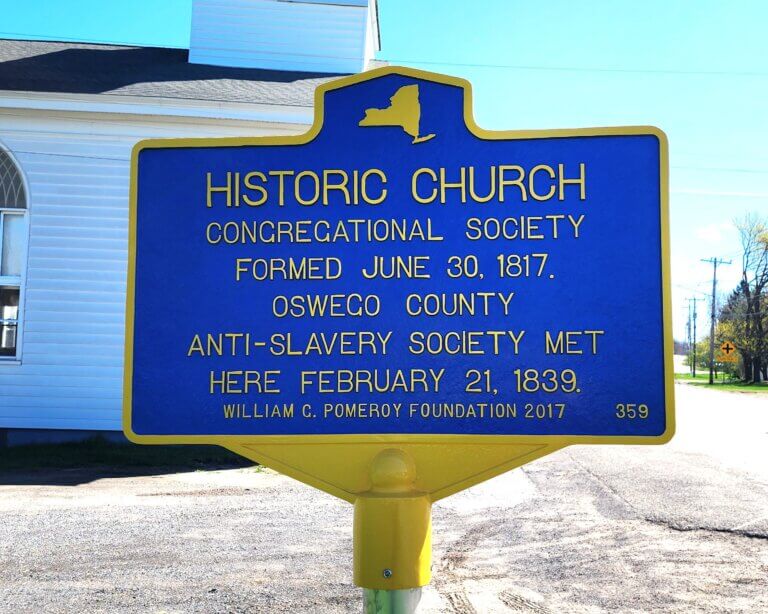 HISTORIC CHURCH
CONGREGATIONAL SOCIETY
FORMED JUNE 30, 1817.
OSWEGO COUNTY
ANTI-SLAVERY SOCIETY MET
HERE FEBRUARY 21, 1839.
WILLIAM G. POMEROY FOUNDATION 2017 359